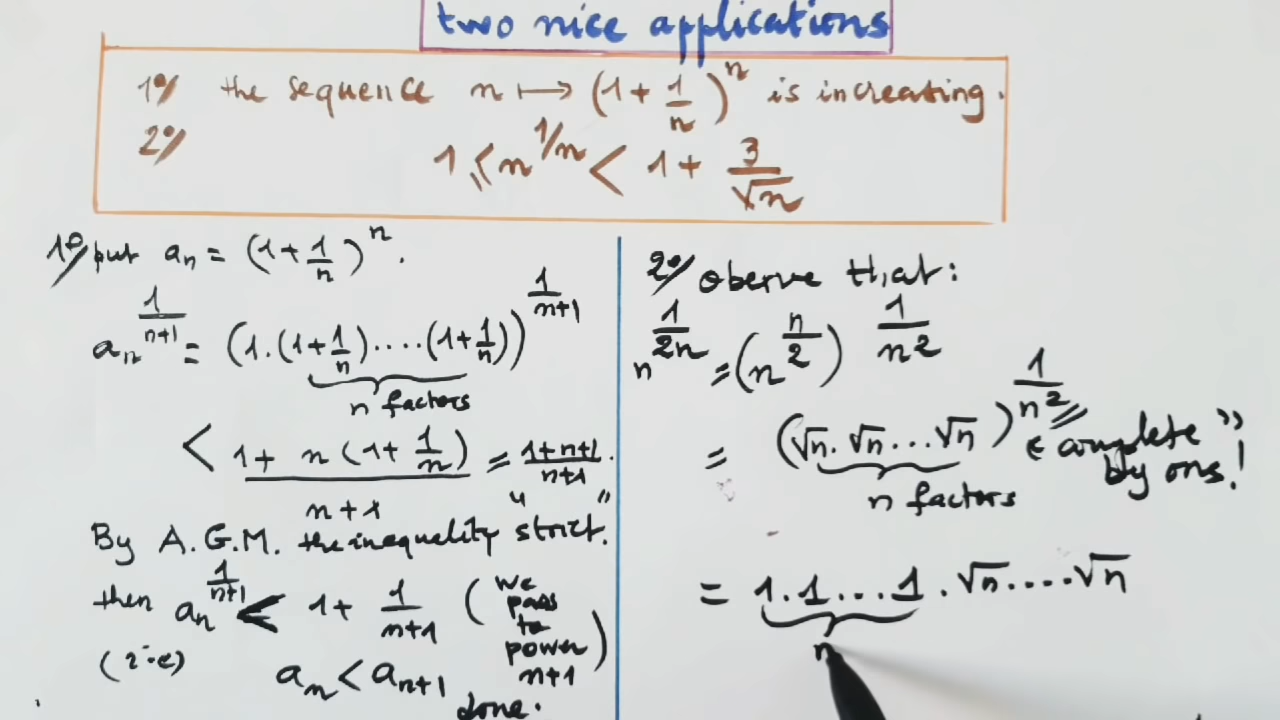 two nice applications
1°/ the sequence n ↦ (1 + 1/n)^n is increasing.
2°/ 1 ≤ n^{1/n} < 1 + 3/√n
1°/ put a_n = (1 + 1/n)^n.
a_n^{1/(n+1)} = (1.(1+1/n)....(1+1/n))^{1/(n+1)}
n factors
< (1 + n(1+1/n))/(n+1) = (1+n+1)/(n+1).
By A.G.M. the inequality "strict".
then a_n^{1/(n+1)} < 1 + 1/(n+1) (we pass to power n+1)
(i.e) a_n < a_{n+1}
done.
2°/ oberve that:
n^{1/2n} = (n^{n/2})^{1/n^2}
= (√n.√n...√n)^{1/n^2} "complete by ons!"
n factors
= 1.1...1.√n....√n
n